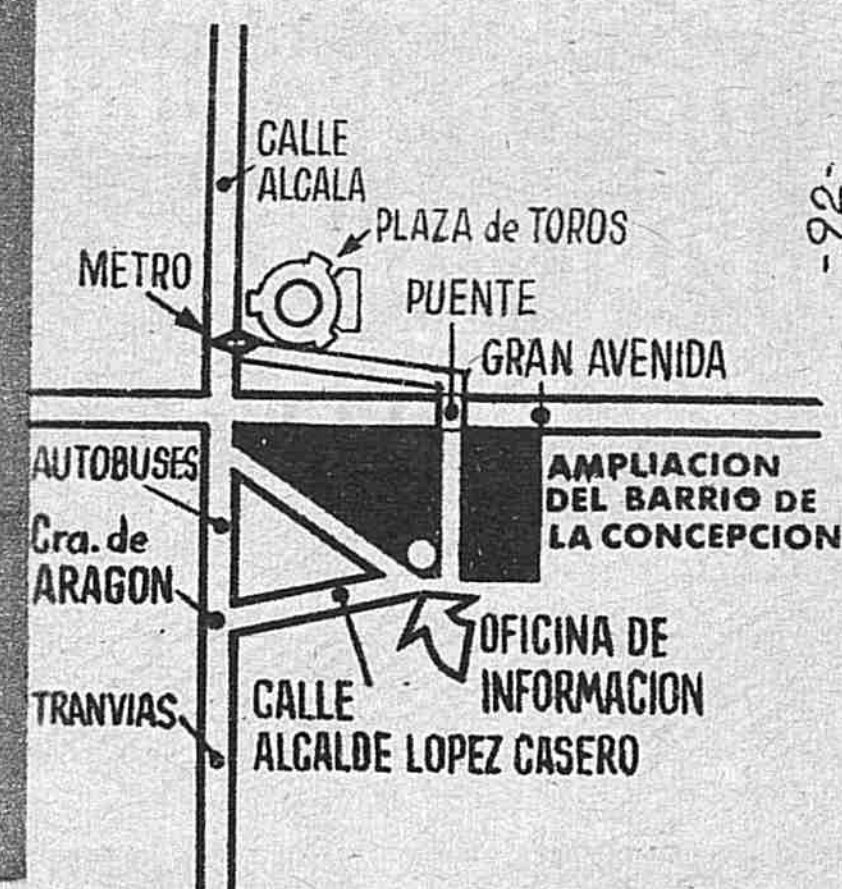 CALLE
ALCALA
PLAZA de TOROS
-92-
METRO
PUENTE
GRAN AVENIDA
AUTOBUSES
AMPLIACION
DEL BARRIO DE
LA CONCEPCION
Cra. de
ARAGON
OFICINA DE
INFORMACION
TRANVIAS
CALLE
ALCALDE LOPEZ CASERO